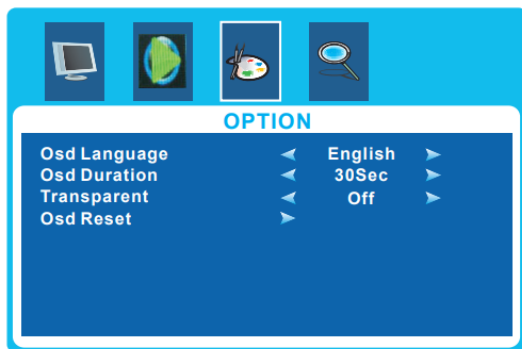 OPTION
Osd Language English
Osd Duration 30Sec
Transparent Off
Osd Reset